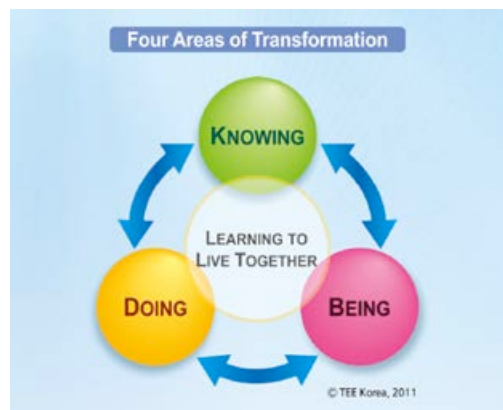 Four Areas of Transformation
KNOWING
LEARNING TO
LIVE TOGETHER
DOING
BEING
© TEE Korea, 2011